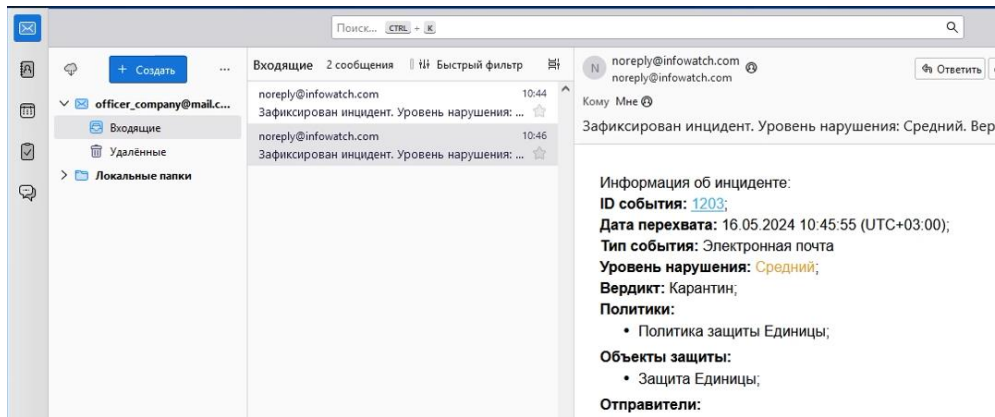 Поиск... CTRL + K
+ Создать ...
officer_company@mail.c...
Входящие
Удалённые
Локальные папки
Входящие 2 сообщения Быстрый фильтр
noreply@infowatch.com 10:44
Зафиксирован инцидент. Уровень нарушения: ...
noreply@infowatch.com 10:46
Зафиксирован инцидент. Уровень нарушения: ...
N noreply@infowatch.com
noreply@infowatch.com
Ответить
Кому Мне
Зафиксирован инцидент. Уровень нарушения: Средний. Вер
Информация об инциденте:
ID события: 1203;
Дата перехвата: 16.05.2024 10:45:55 (UTC+03:00);
Тип события: Электронная почта
Уровень нарушения: Средний;
Вердикт: Карантин;
Политики:
• Политика защиты Единицы;
Объекты защиты:
• Защита Единицы;
Отправители: